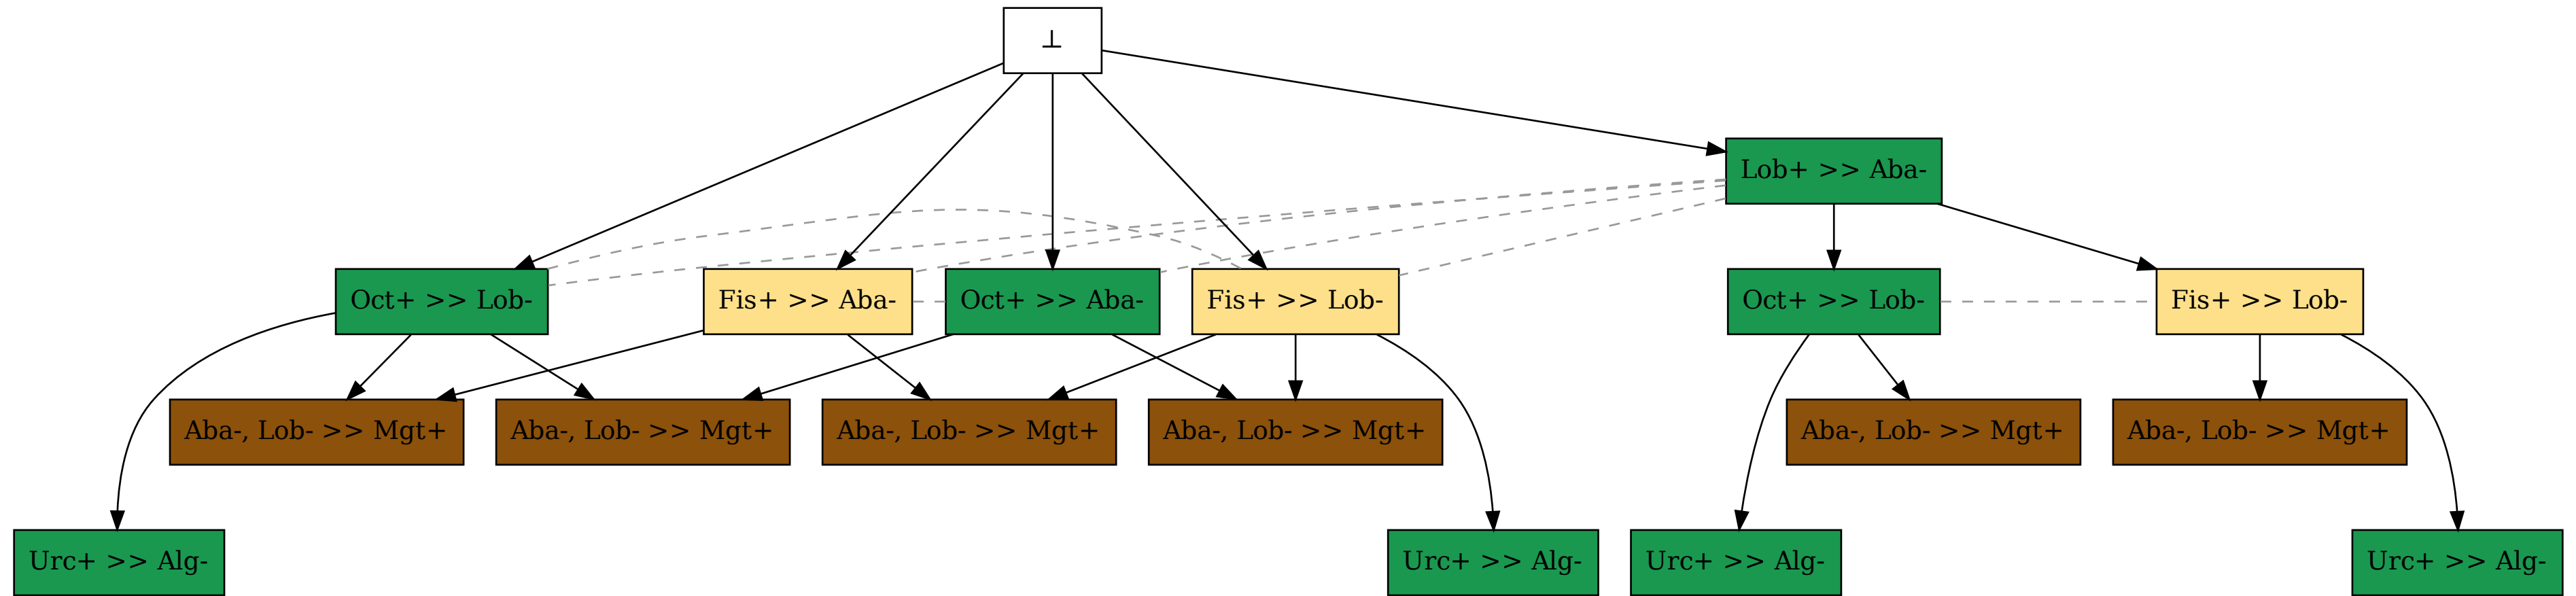 ⊥
Lob+ >> Aba-
Oct+ >> Lob-
Fis+ >> Aba-
Oct+ >> Aba-
Fis+ >> Lob-
Oct+ >> Lob-
Fis+ >> Lob-
Aba-, Lob- >> Mgt+
Aba-, Lob- >> Mgt+
Aba-, Lob- >> Mgt+
Aba-, Lob- >> Mgt+
Aba-, Lob- >> Mgt+
Aba-, Lob- >> Mgt+
Urc+ >> Alg-
Urc+ >> Alg-
Urc+ >> Alg-
Urc+ >> Alg-